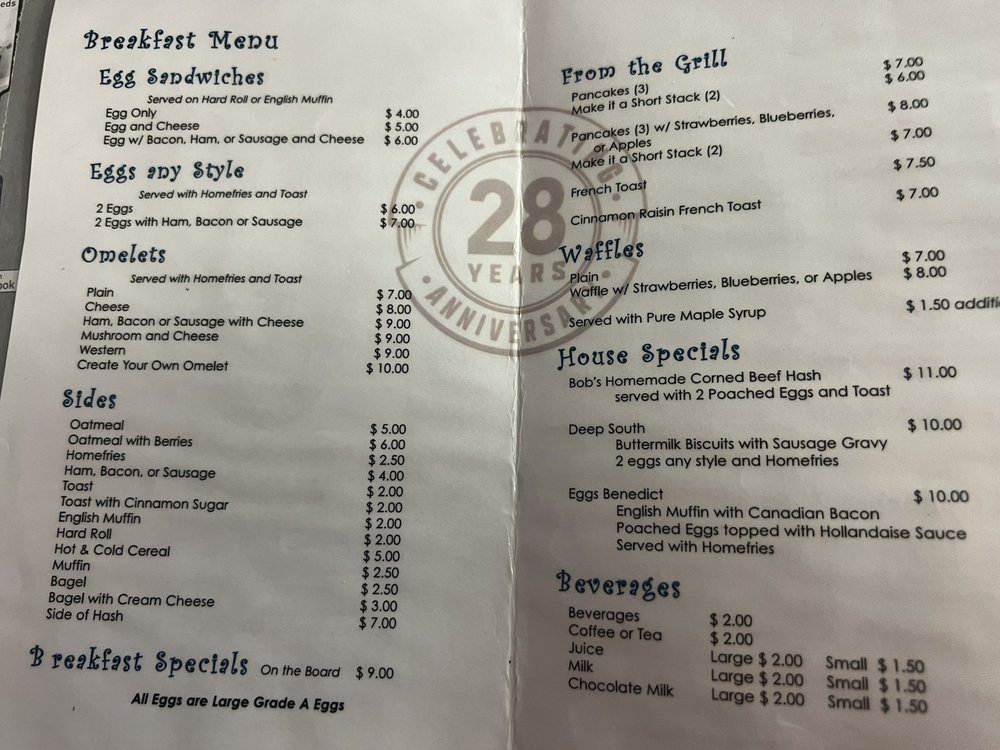 eds
ook
Breakfast Menu
Egg Sandwiches
Served on Hard Roll or English Muffin
Egg Only $ 4.00
Egg and Cheese $ 5.00
Egg w/ Bacon, Ham, or Sausage and Cheese $ 6.00
Eggs any Style
Served with Homefries and Toast
2 Eggs $ 6.00
2 Eggs with Ham, Bacon or Sausage $ 7.00
Omelets
Served with Homefries and Toast
Plain $ 7.00
Cheese $ 8.00
Ham, Bacon or Sausage with Cheese $ 9.00
Mushroom and Cheese $ 9.00
Western $ 9.00
Create Your Own Omelet $ 10.00
Sides
Oatmeal $ 5.00
Oatmeal with Berries $ 6.00
Homefries $ 2.50
Ham, Bacon, or Sausage $ 4.00
Toast $ 2.00
Toast with Cinnamon Sugar $ 2.00
English Muffin $ 2.00
Hard Roll $ 2.00
Hot & Cold Cereal $ 5.00
Muffin $ 2.50
Bagel $ 2.50
Bagel with Cream Cheese $ 3.00
Side of Hash $ 7.00
Breakfast Specials On the Board $ 9.00
All Eggs are Large Grade A Eggs
CELEBRATING
28
YEARS
ANNIVERSARY
From the Grill
Pancakes (3) $ 7.00
Make it a Short Stack (2) $ 6.00
Pancakes (3) w/ Strawberries, Blueberries, $ 8.00
or Apples
Make it a Short Stack (2) $ 7.00
French Toast $ 7.50
Cinnamon Raisin French Toast $ 7.00
Waffles
Plain $ 7.00
Waffle w/ Strawberries, Blueberries, or Apples $ 8.00
Served with Pure Maple Syrup $ 1.50 additi
House Specials
Bob's Homemade Corned Beef Hash $ 11.00
served with 2 Poached Eggs and Toast
Deep South $ 10.00
Buttermilk Biscuits with Sausage Gravy
2 eggs any style and Homefries
Eggs Benedict $ 10.00
English Muffin with Canadian Bacon
Poached Eggs topped with Hollandaise Sauce
Served with Homefries
Beverages
Beverages $ 2.00
Coffee or Tea $ 2.00
Juice Large $ 2.00 Small $ 1.50
Milk Large $ 2.00 Small $ 1.50
Chocolate Milk Large $ 2.00 Small $ 1.50